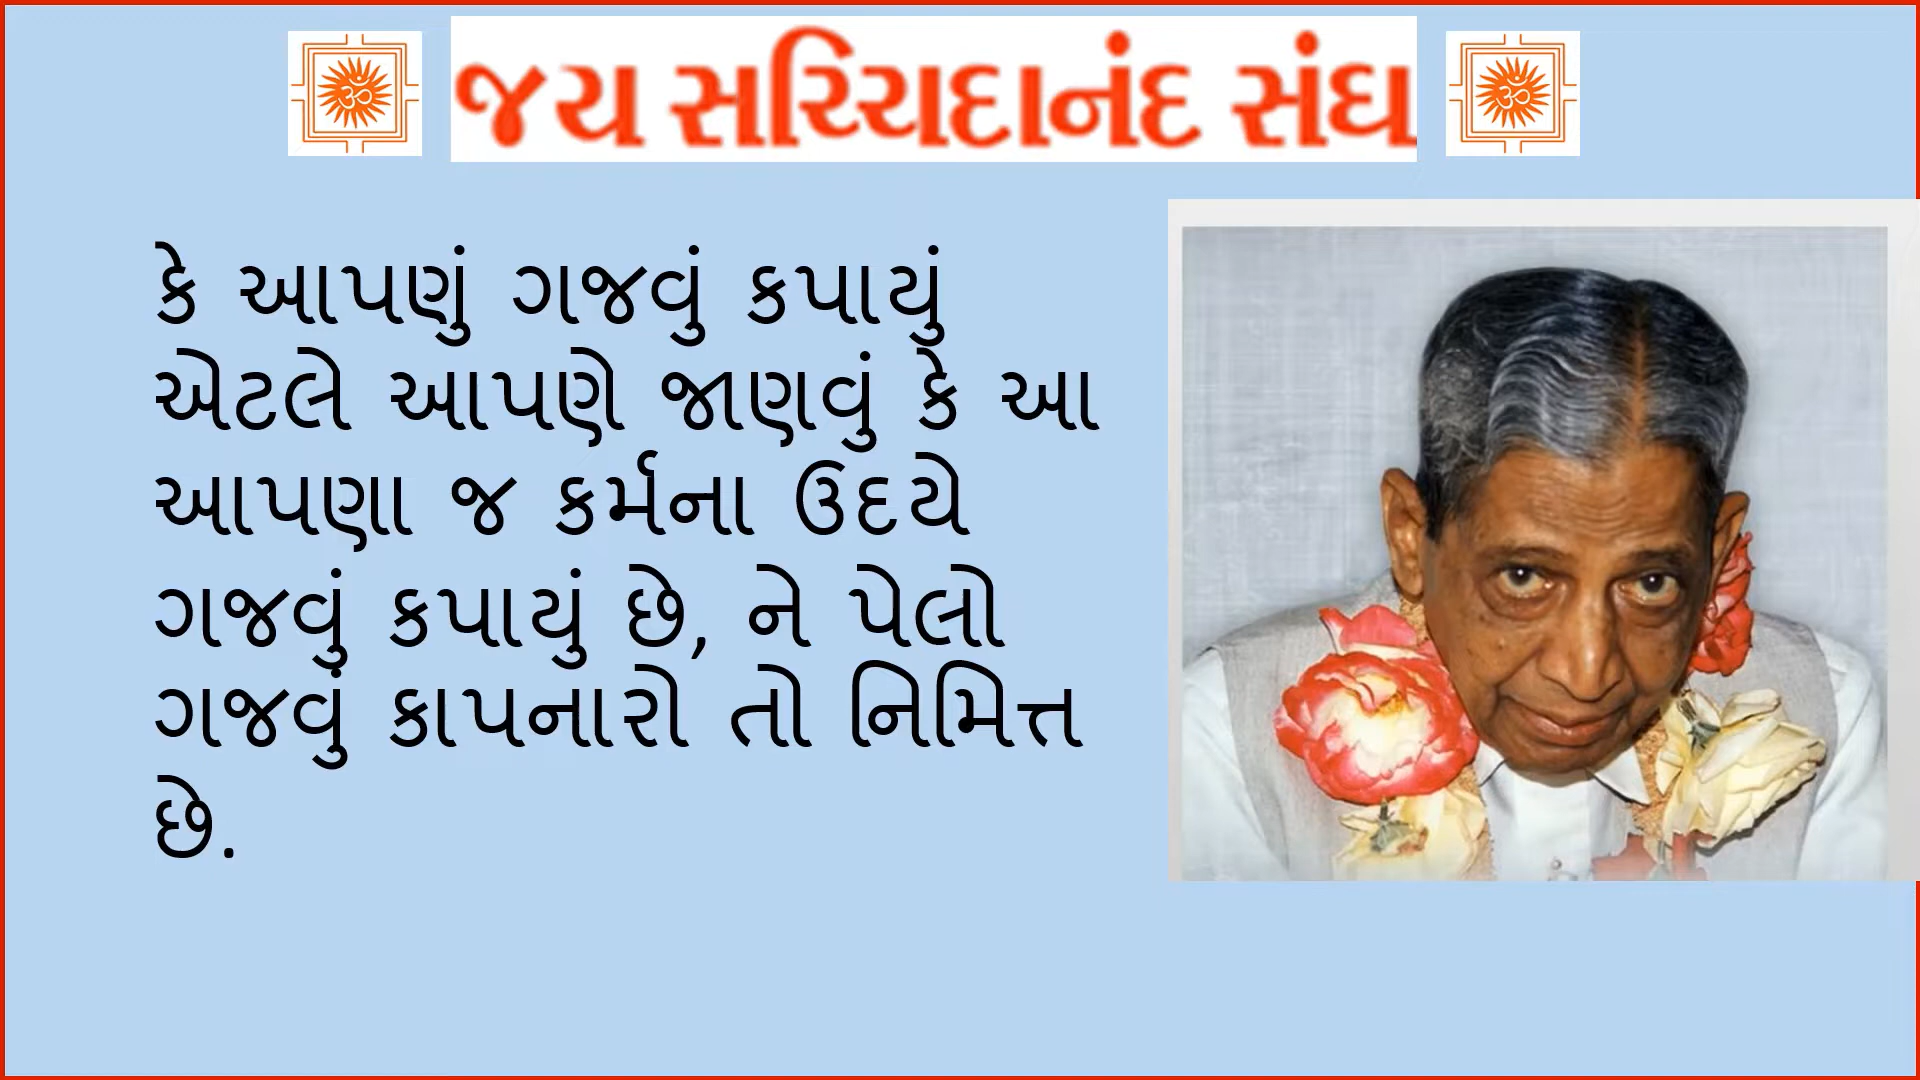 જય સચ્ચિદાનંદ સંઘ
કે આપણું ગજવું કપાયું
એટલે આપણે જાણવું કે આ
આપણા જ કર્મના ઉદયે
ગજવું કપાયું છે, ને પેલો
ગજવું કાપનારો તો નિમિત્ત
છે.